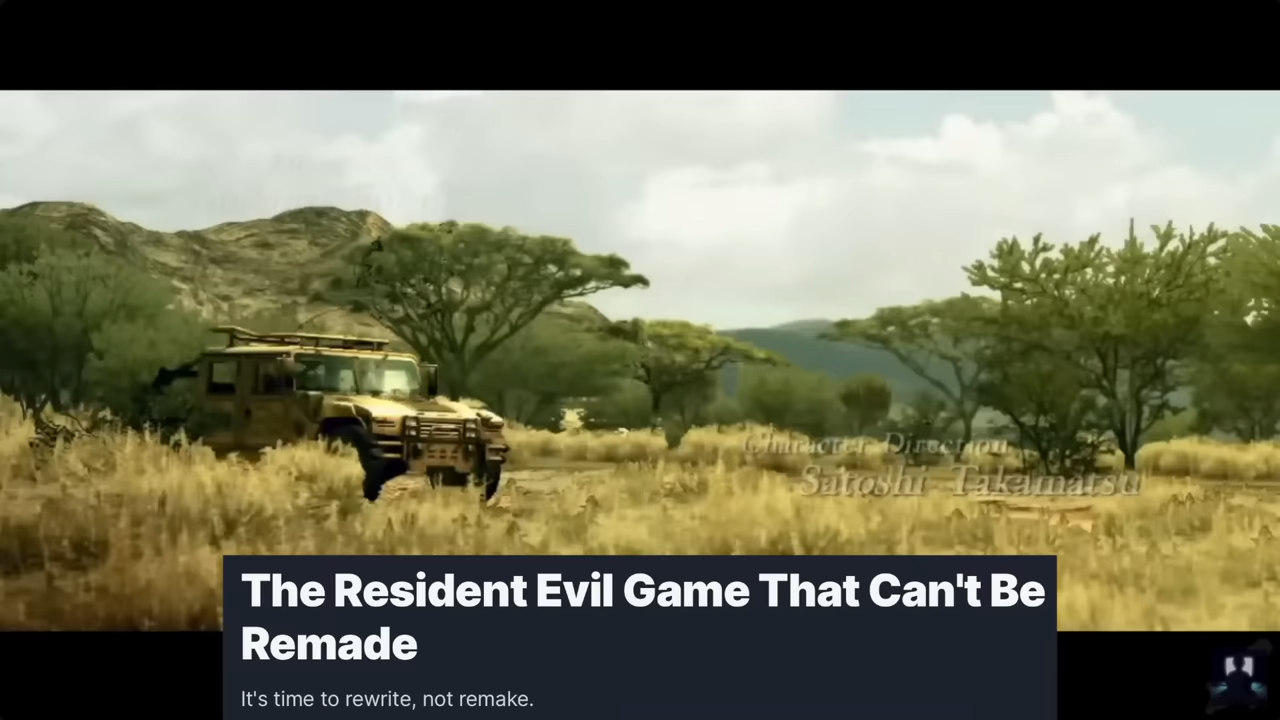 Character Direction
Satoshi Takamatsu
The Resident Evil Game That Can't Be
Remade
It's time to rewrite, not remake.